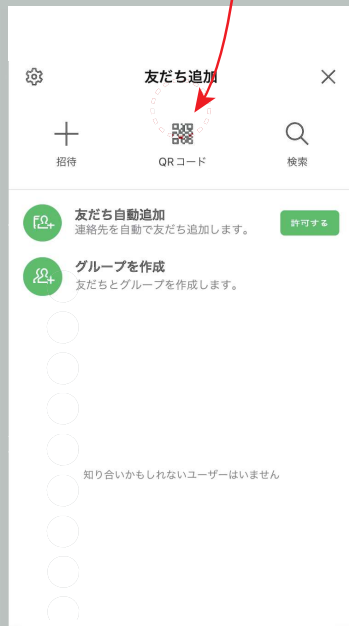 友だち追加
招待
QRコード
検索
友だち自動追加
連絡先を自動で友だち追加します。
許可する
グループを作成
友だちとグループを作成します。
知り合いかもしれないユーザーはいません